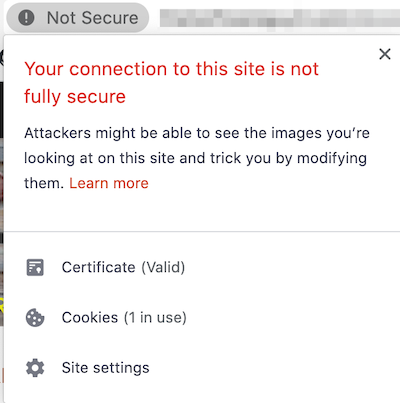 Not Secure
Your connection to this site is not
fully secure
Attackers might be able to see the images you're
looking at on this site and trick you by modifying
them. Learn more
Certificate (Valid)
Cookies (1 in use)
Site settings